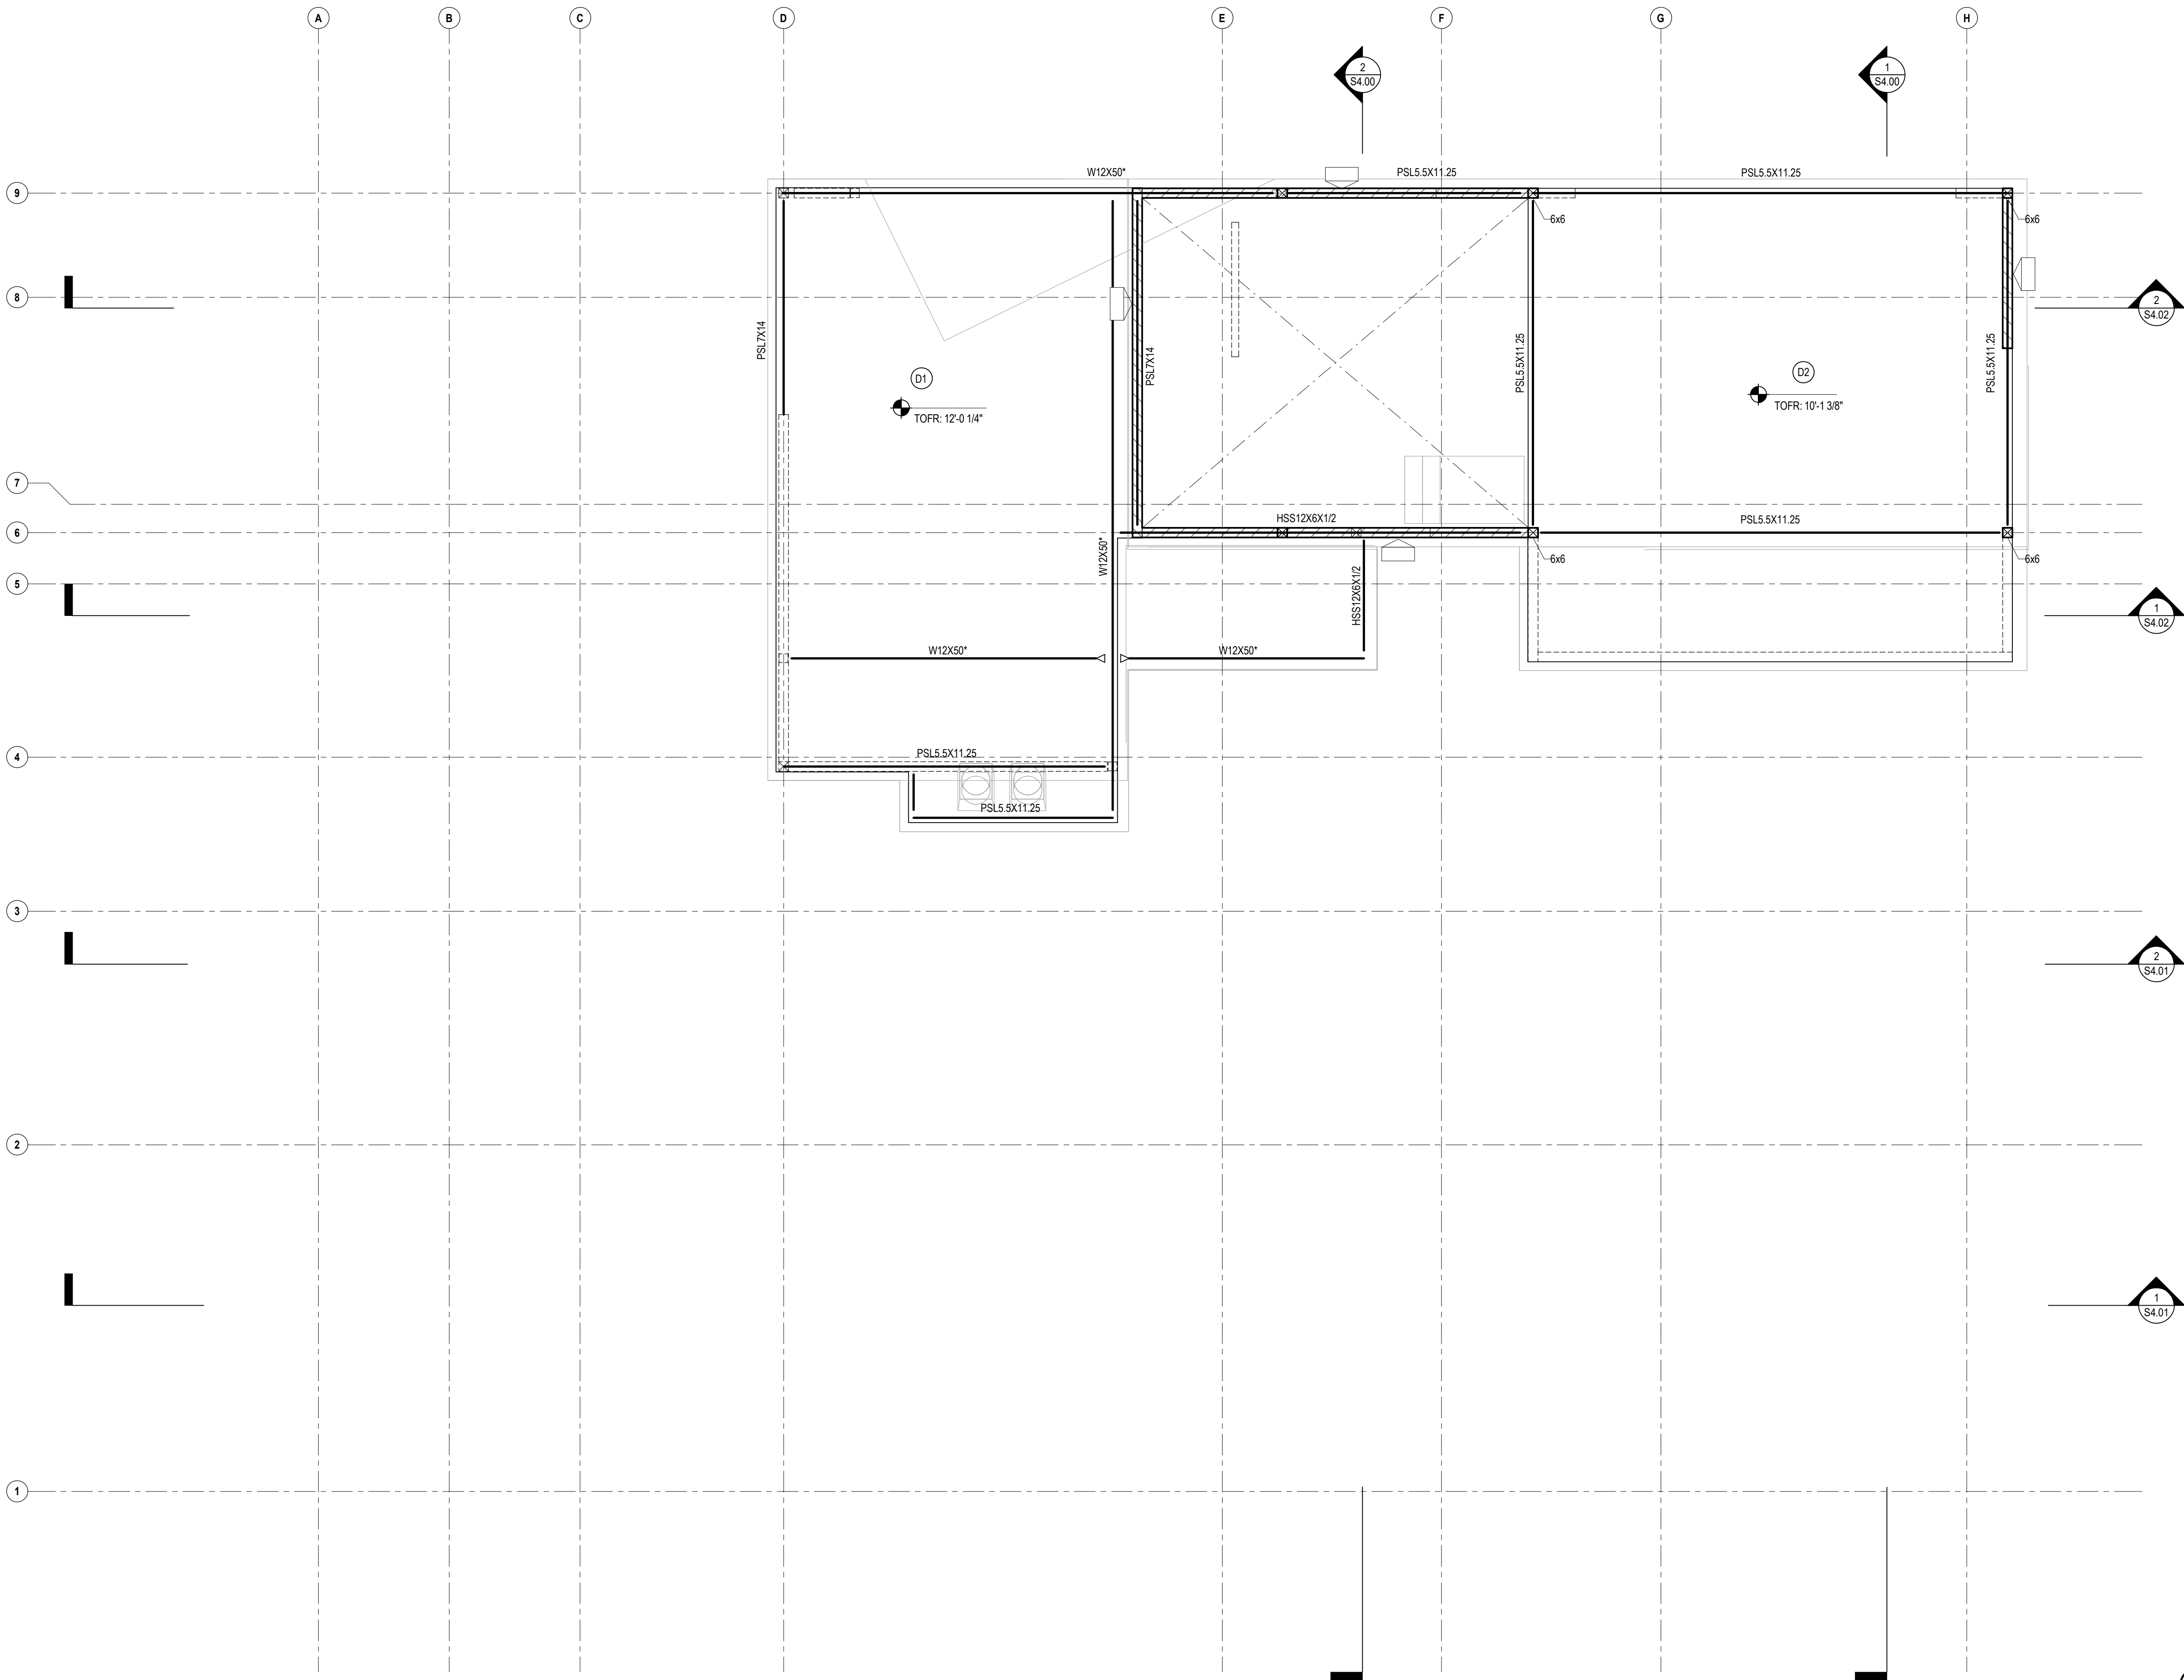 A
B
C
D
E
F
G
H
2
S4.00
1
S4.00
W12X50*
PSL5.5X11.25
PSL5.5X11.25
9
6x6
6x6
8
2
S4.02
PSL7X14
PSL7X14
PSL5.5X11.25
PSL5.5X11.25
D1
D2
TOFR: 12'-0 1/4"
TOFR: 10'-1 3/8"
7
HSS12X6X1/2
PSL5.5X11.25
6
W12X50*
6x6
6x6
5
HSS12X6X1/2
1
S4.02
W12X50*
W12X50*
4
PSL5.5X11.25
PSL5.5X11.25
3
2
S4.01
2
1
S4.01
1